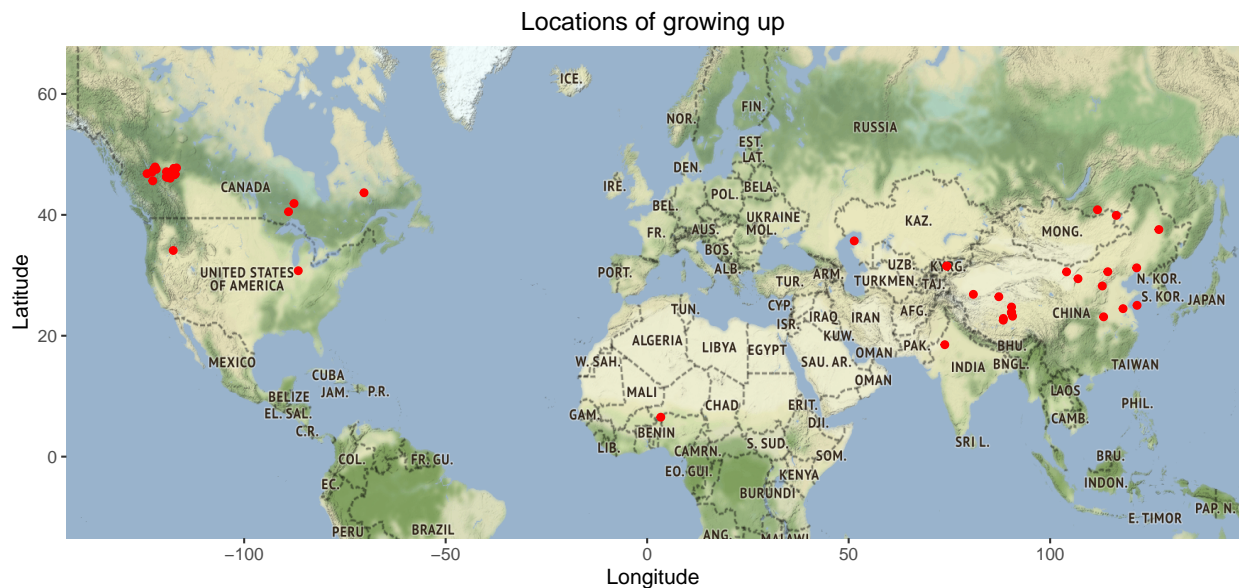 Locations of growing up
ICE.
60
NOR.
FIN.
RUSSIA
EST.
LAT.
DEN.
CANADA
IRE.
POL.
BELA.
BEL.
UKRAINE
KAZ.
40
FR.
AUS.
MOL.
MONG.
BOS.
UNITED STATES
OF AMERICA
PORT.
ALB.
ARM.
UZB.
KYRG.
TUR.
TURKMEN.
TAJ.
N. KOR.
S. KOR.
JAPAN
TUN.
CYP.
ISR.
IRAQ
IRAN
AFG.
CHINA
20
ALGERIA
LIBYA
EGYPT
KUW.
PAK.
BHU.
MEXICO
W. SAH.
SAU. AR.
OMAN
INDIA
BNGL.
TAIWAN
CUBA
JAM.
P.R.
BELIZE
MALI
OMAN
LAOS
EL. SAL.
GAM.
CHAD
ERIT.
PHIL.
C.R.
BENIN
DJI.
CAMB.
LIB.
CAMRN.
S. SUD.
SOM.
SRI L.
0
COL.
FR. GU.
EQ. GUI.
KENYA
BRU.
EC.
BURUNDI
INDON.
PERU
BRAZIL
ANG.
MALAWI
E. TIMOR
PAP. N.
−100
−50
0
50
100
Latitude
Longitude